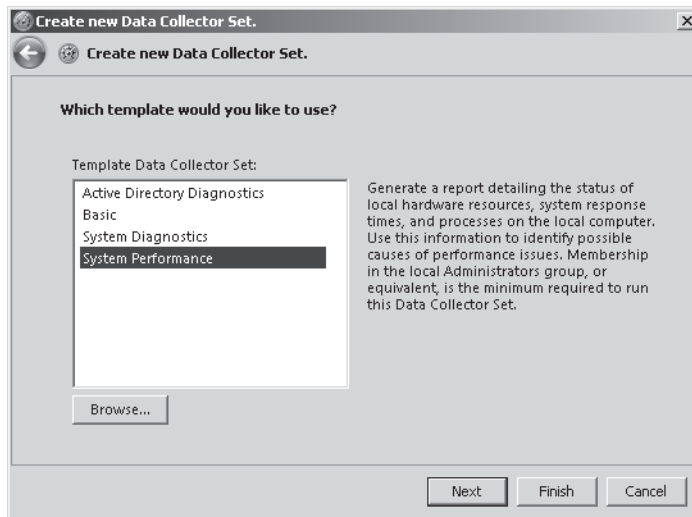 Create new Data Collector Set.
Create new Data Collector Set.
Which template would you like to use?
Template Data Collector Set:
Active Directory Diagnostics
Basic
System Diagnostics
System Performance
Generate a report detailing the status of
local hardware resources, system response
times, and processes on the local computer.
Use this information to identify possible
causes of performance issues. Membership
in the local Administrators group, or
equivalent, is the minimum required to run
this Data Collector Set.
Browse...
Next
Finish
Cancel